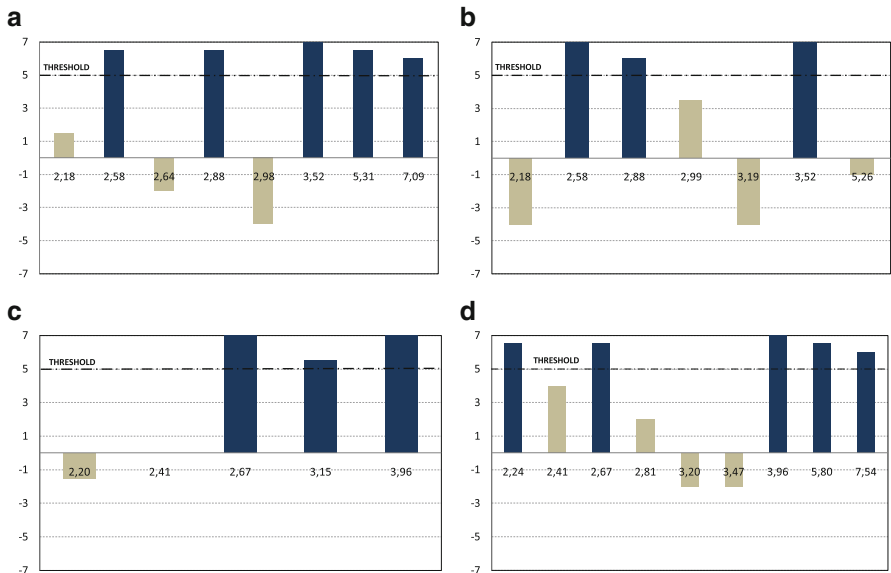 a
7
THRESHOLD
5
3
1
2,18 2,58 2,64 2,88 2,98 3,52 5,31 7,09
-1
-3
-5
-7
b
7
THRESHOLD
5
3
1
2,18 2,58 2,88 2,99 3,19 3,52 5,26
-1
-3
-5
-7
c
7
THRESHOLD
5
3
1
2,20 2,41 2,67 3,15 3,96
-1
-3
-5
-7
d
7
THRESHOLD
5
3
1
2,24 2,41 2,67 2,81 3,20 3,47 3,96 5,80 7,54
-1
-3
-5
-7